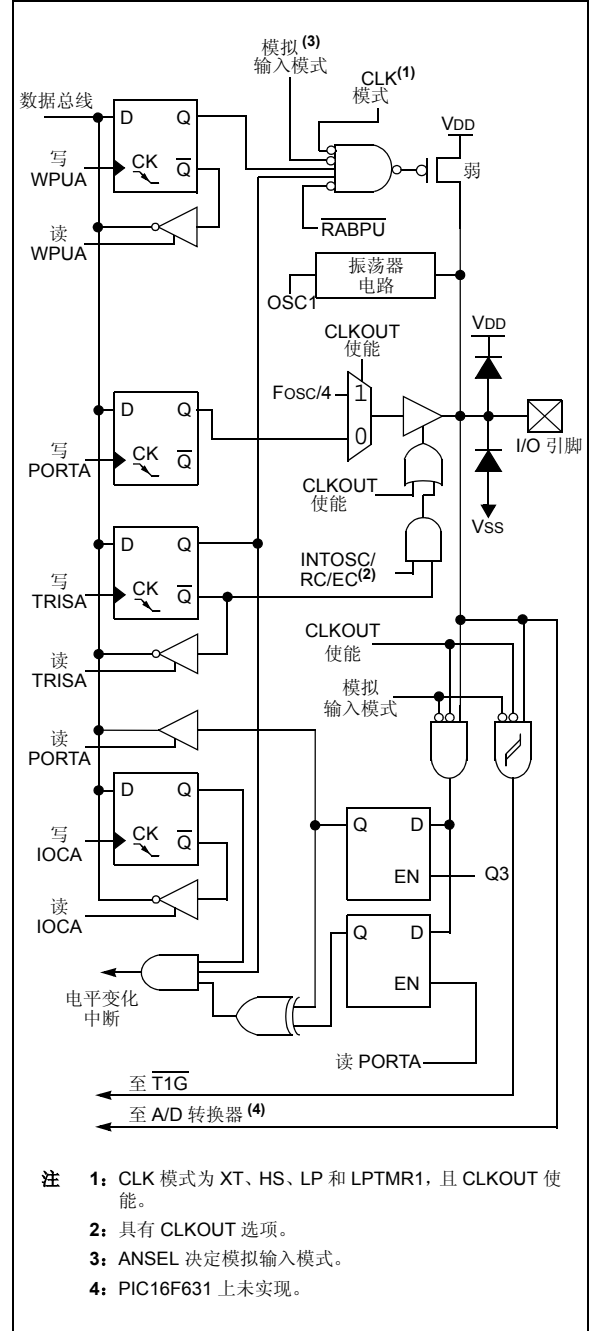 模拟 (3)
输入模式
CLK(1)
模式
数据总线
D Q
写
WPUA
CK Q
VDD
弱
读
WPUA
RABPU
振荡器
电路
OSC1
CLKOUT
使能
VDD
FOSC/4
1
0
D Q
写
PORTA
CK Q
I/O 引脚
CLKOUT
使能
VSS
D Q
写
TRISA
CK Q
INTOSC/
RC/EC(2)
CLKOUT
使能
读
TRISA
模拟
输入模式
读
PORTA
D Q
写
IOCA
CK Q
Q D
EN
Q3
读
IOCA
Q D
EN
电平变化
中断
读 PORTA
至 T1G
至 A/D 转换器 (4)
注 1: CLK 模式为 XT、HS、LP 和 LPTMR1，且 CLKOUT 使
能。
2: 具有 CLKOUT 选项。
3: ANSEL 决定模拟输入模式。
4: PIC16F631 上未实现。